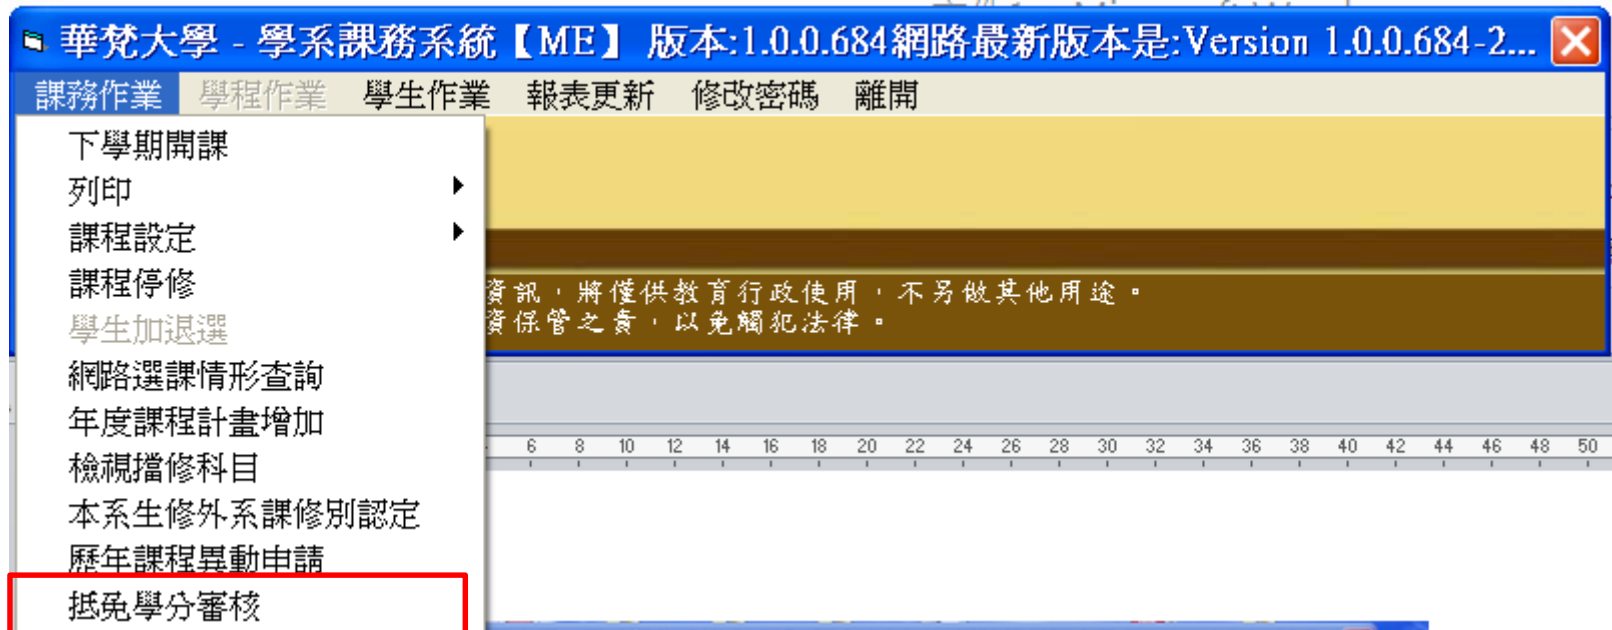 華梵大學 - 學系課務系統【ME】 版本:1.0.0.684網路最新版本是:Version 1.0.0.684-2...
課務作業 學程作業 學生作業 報表更新 修改密碼 離開
下學期開課
列印
課程設定
課程停修
資訊，將僅供教育行政使用，不另做其他用途。
學生加退選
資保管之責，以免觸犯法律。
網路選課情形查詢
年度課程計畫增加
6 8 10 12 14 16 18 20 22 24 26 28 30 32 34 36 38 40 42 44 46 48 50
檢視擋修科目
本系生修外系課修別認定
歷年課程異動申請
抵免學分審核